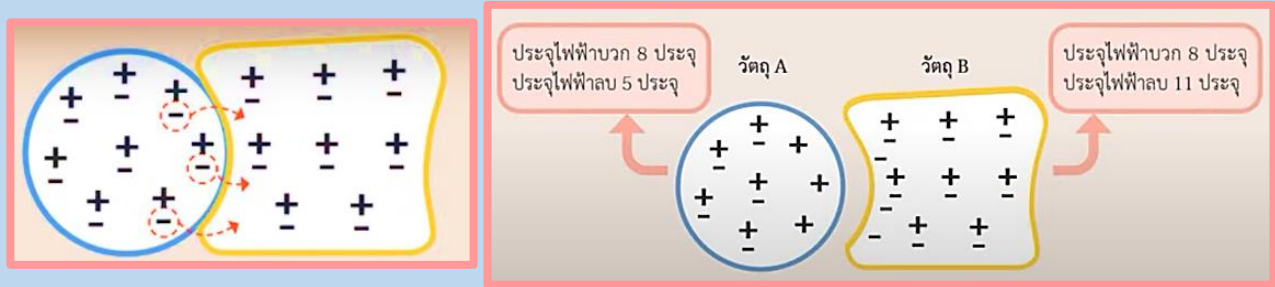 ประจุไฟฟ้าบวก 8 ประจุ
ประจุไฟฟ้าลบ 5 ประจุ
วัตถุ A
วัตถุ B
ประจุไฟฟ้าบวก 8 ประจุ
ประจุไฟฟ้าลบ 11 ประจุ